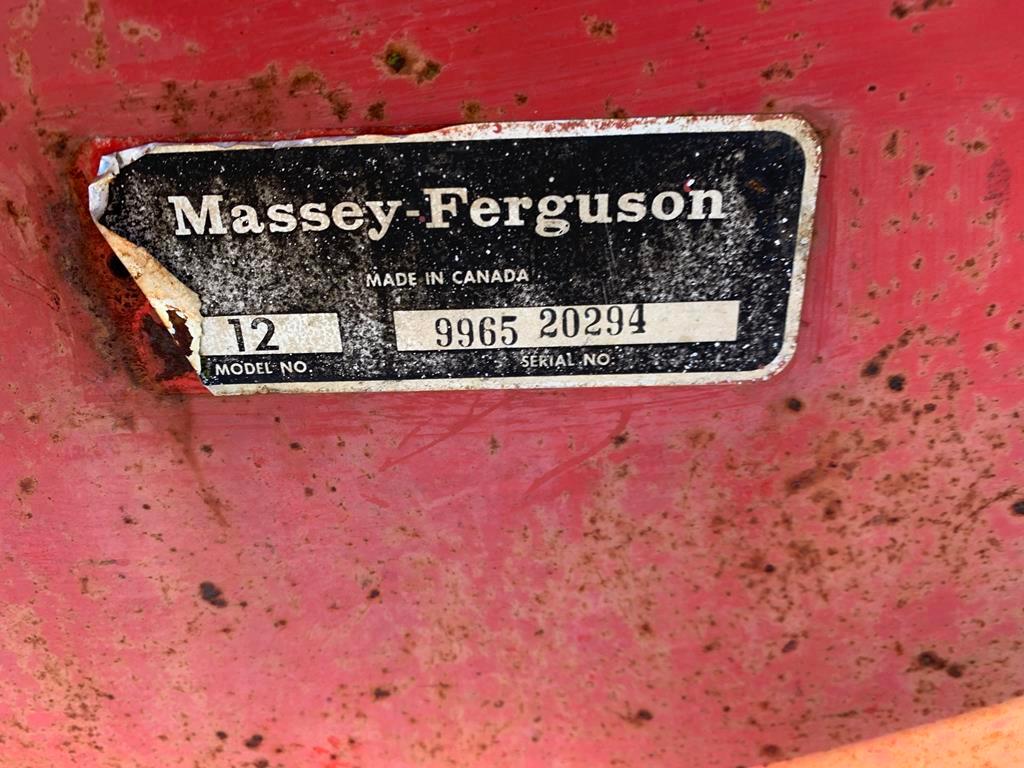 Massey-Ferguson
MADE IN CANADA
12 9965 20294
MODEL NO. SERIAL NO.